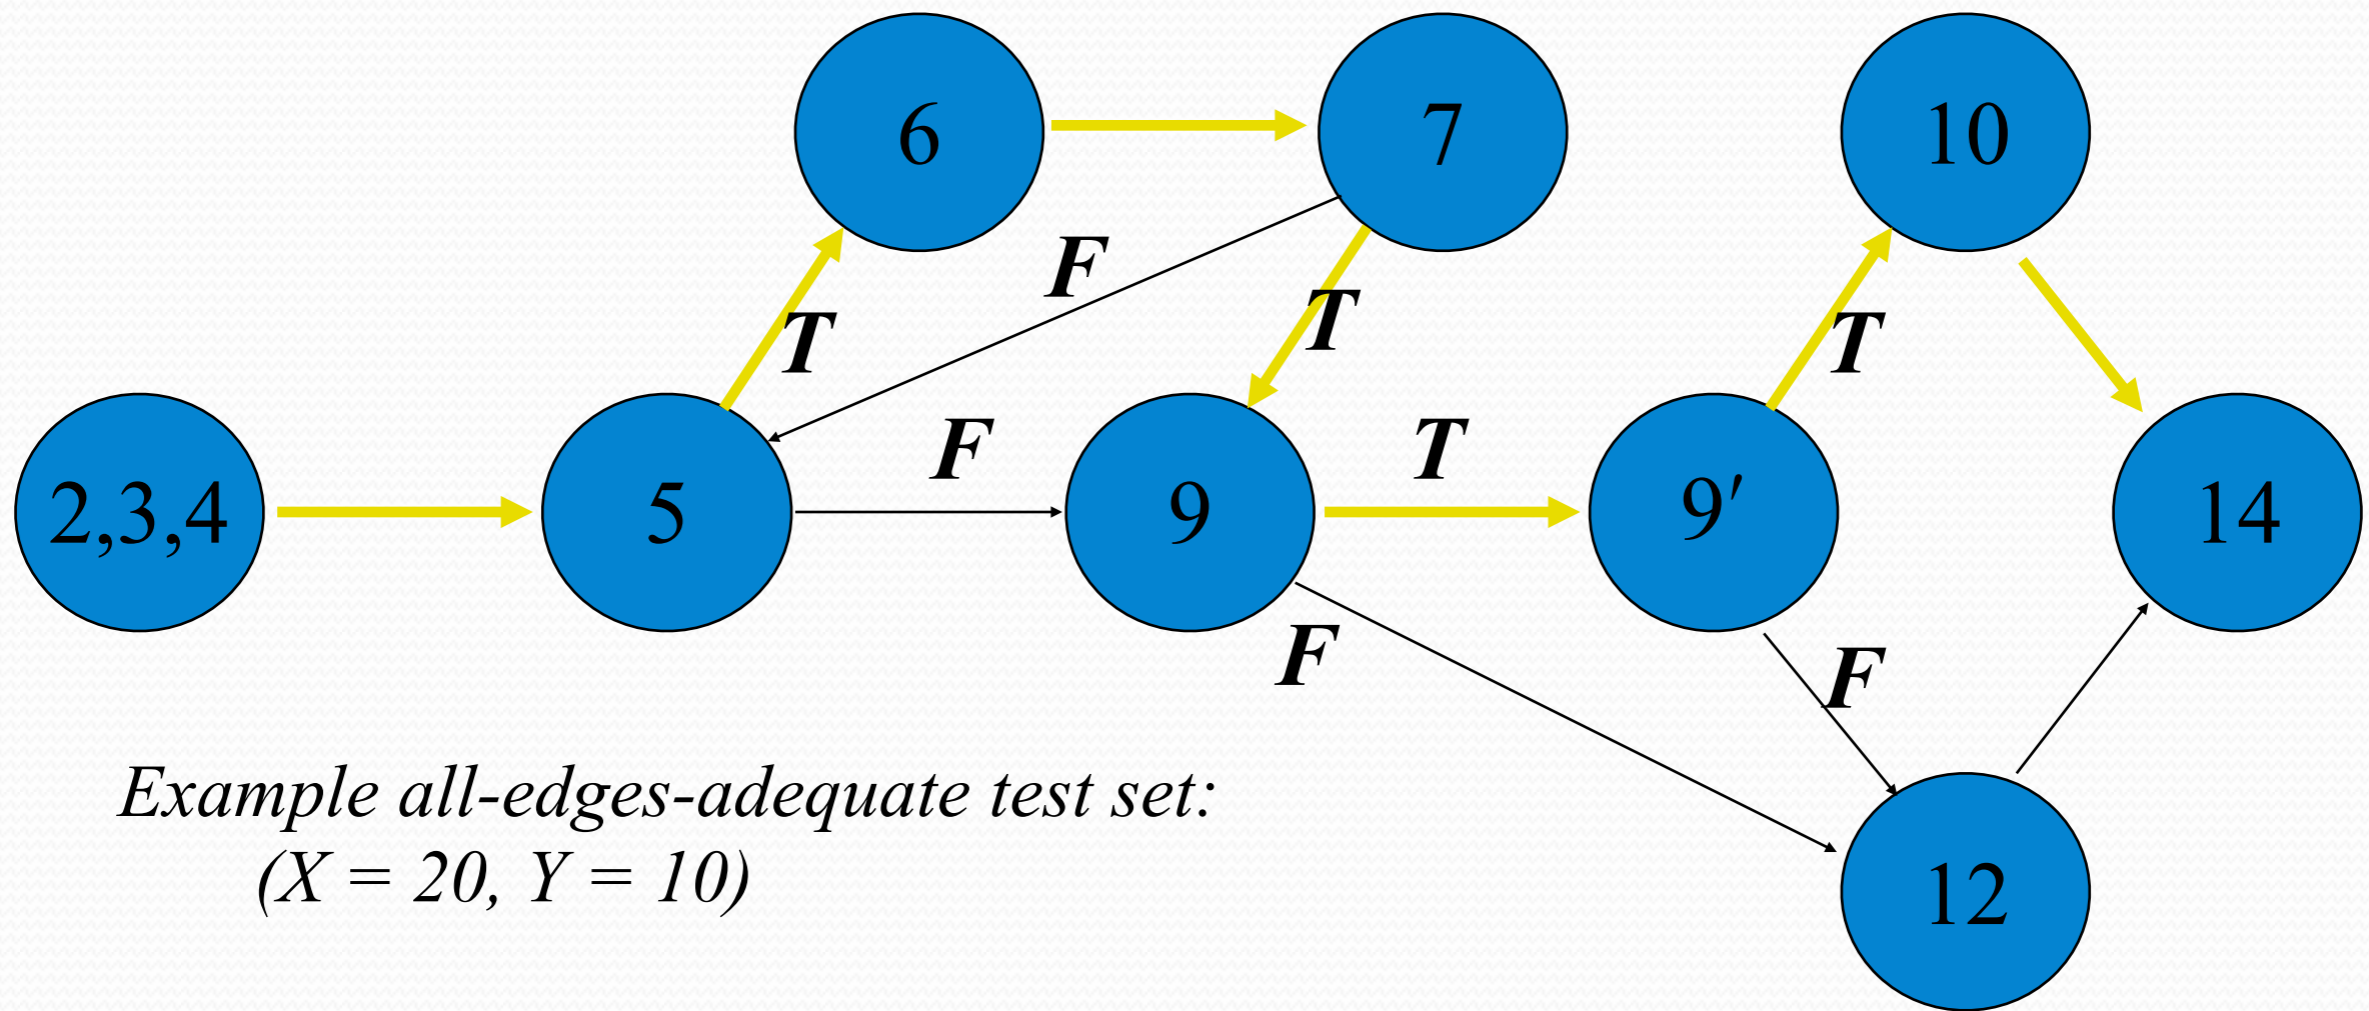 6
7
10
F
T
T
T
F
T
2,3,4
5
9
9′
14
F
F
Example all-edges-adequate test set:
(X = 20, Y = 10)
12